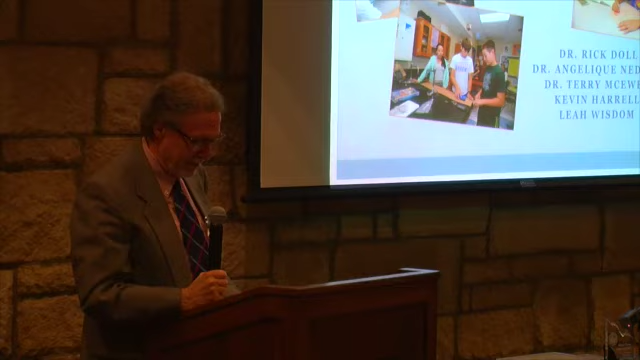 DR. RICK DOLL
DR. ANGELIQUE NED
DR. TERRY MCEWE
KEVIN HARRELL
LEAH WISDOM